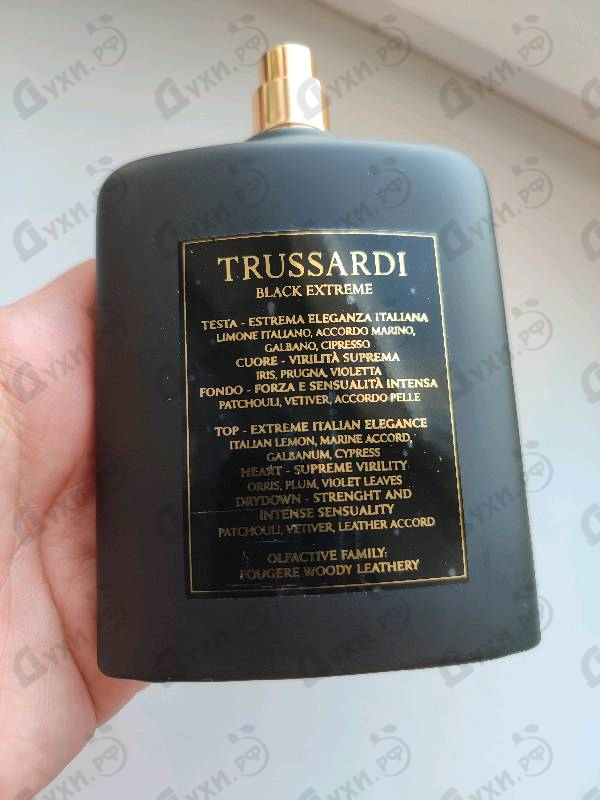 TRUSSARDI
BLACK EXTREME
TESTA - ESTREMA ELEGANZA ITALIANA
LIMONE ITALIANO, ACCORDO MARINO,
GALBANO, CIPRESSO
CUORE - VIRILITÀ SUPREMA
IRIS, PRUGNA, VIOLETTA
FONDO - FORZA E SENSUALITÀ INTENSA
PATCHOULI, VETIVER, ACCORDO PELLE
TOP - EXTREME ITALIAN ELEGANCE
ITALIAN LEMON, MARINE ACCORD,
GALBANUM, CYPRESS
HEART - SUPREME VIRILITY
ORRIS, PLUM, VIOLET LEAVES
DRYDOWN - STRENGHT AND
INTENSE SENSUALITY
PATCHOULI, VETIVER, LEATHER ACCORD
OLFACTIVE FAMILY:
FOUGERE WOODY LEATHERY
Духи.РФ